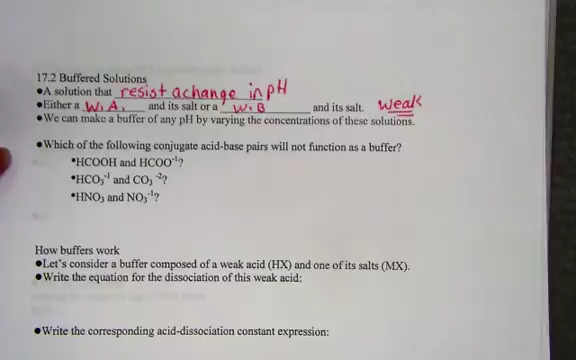 17.2 Buffered Solutions
•A solution that resist a change in pH
•Either a W.A. and its salt or a W.B and its salt. weak
•We can make a buffer of any pH by varying the concentrations of these solutions.
•Which of the following conjugate acid-base pairs will not function as a buffer?
•HCOOH and HCOO⁻¹?
•HCO₃⁻¹ and CO₃⁻²?
•HNO₃ and NO₃⁻¹?
How buffers work
•Let's consider a buffer composed of a weak acid (HX) and one of its salts (MX).
•Write the equation for the dissociation of this weak acid:
•Write the corresponding acid-dissociation constant expression: